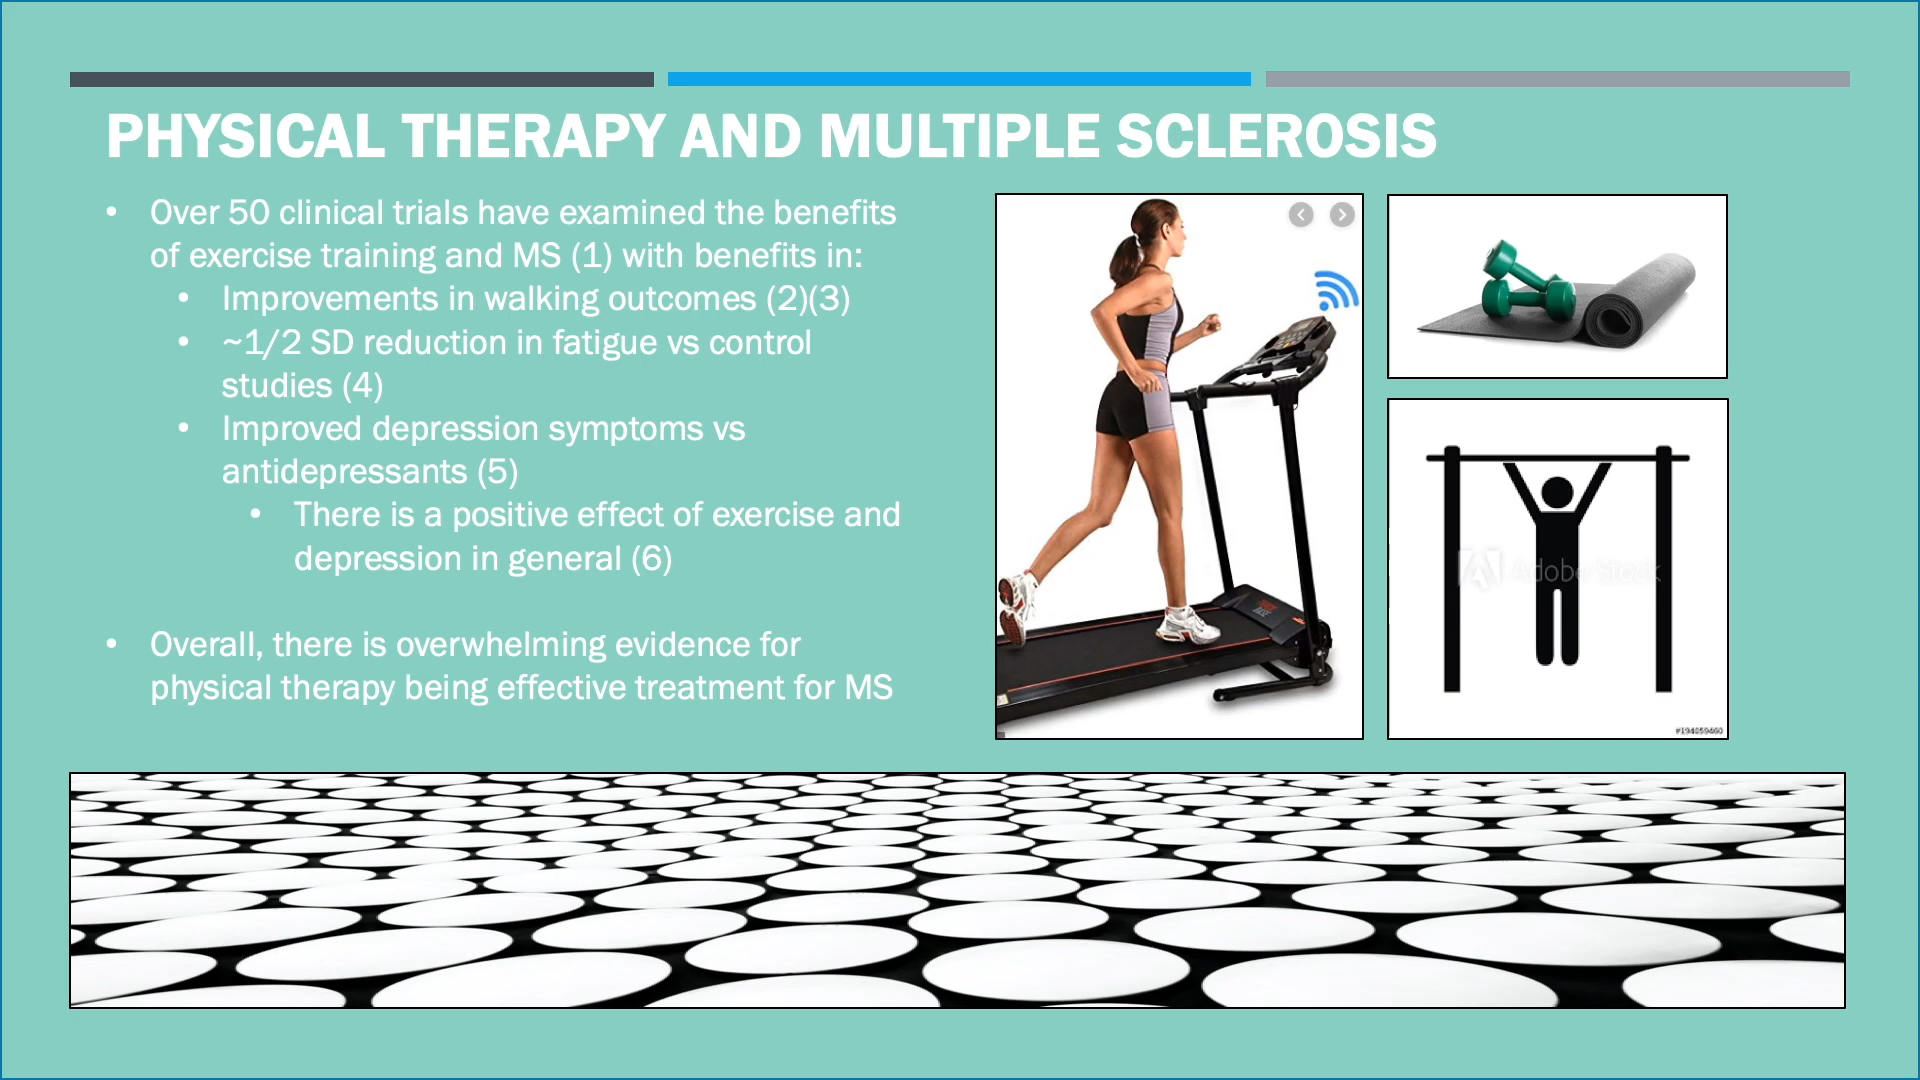 PHYSICAL THERAPY AND MULTIPLE SCLEROSIS
• Over 50 clinical trials have examined the benefits
of exercise training and MS (1) with benefits in:
• Improvements in walking outcomes (2)(3)
• ~1/2 SD reduction in fatigue vs control
studies (4)
• Improved depression symptoms vs
antidepressants (5)
• There is a positive effect of exercise and
depression in general (6)
• Overall, there is overwhelming evidence for
physical therapy being effective treatment for MS
Adobe Stock